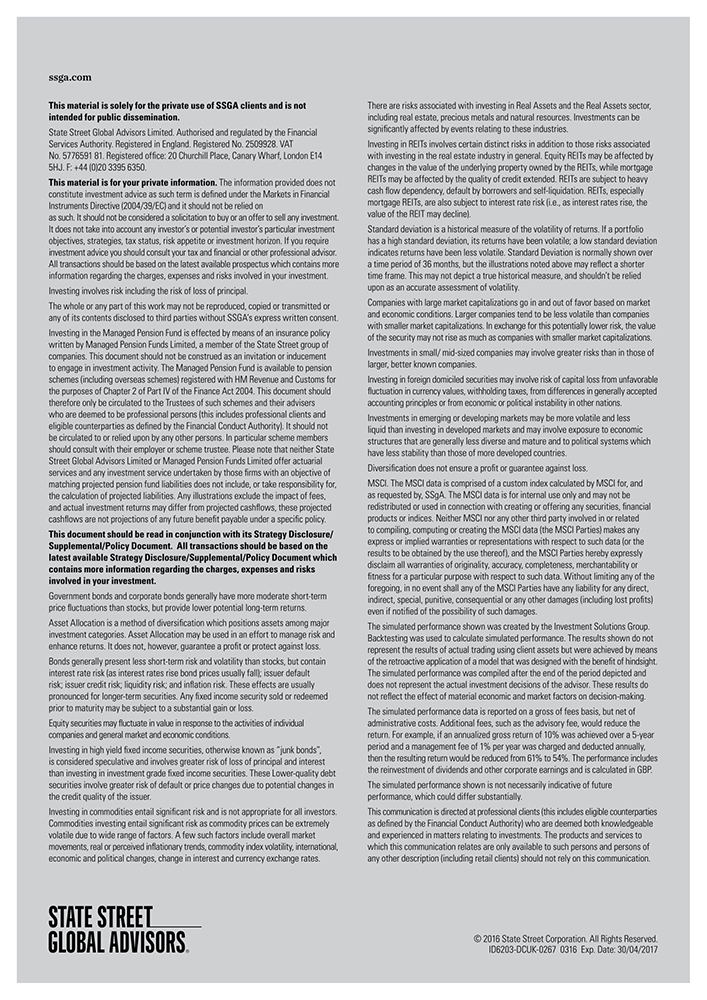 ssga.com
This material is solely for the private use of SSGA clients and is not
intended for public dissemination.
State Street Global Advisors Limited. Authorised and regulated by the Financial
Services Authority. Registered in England. Registered No. 2509928. VAT
No. 5776591 81. Registered office: 20 Churchill Place, Canary Wharf, London E14
5HJ. F: +44 (0)20 3395 6350.
This material is for your private information. The information provided does not
constitute investment advice as such term is defined under the Markets in Financial
Instruments Directive (2004/39/EC) and it should not be relied on
as such. It should not be considered a solicitation to buy or an offer to sell any investment.
It does not take into account any investor's or potential investor's particular investment
objectives, strategies, tax status, risk appetite or investment horizon. If you require
investment advice you should consult your tax and financial or other professional advisor.
All transactions should be based on the latest available prospectus which contains more
information regarding the charges, expenses and risks involved in your investment.
Investing involves risk including the risk of loss of principal.
The whole or any part of this work may not be reproduced, copied or transmitted or
any of its contents disclosed to third parties without SSGA's express written consent.
Investing in the Managed Pension Fund is effected by means of an insurance policy
written by Managed Pension Funds Limited, a member of the State Street group of
companies. This document should not be construed as an invitation or inducement
to engage in investment activity. The Managed Pension Fund is available to pension
schemes (including overseas schemes) registered with HM Revenue and Customs for
the purposes of Chapter 2 of Part IV of the Finance Act 2004. This document should
therefore only be circulated to the Trustees of such schemes and their advisers
who are deemed to be professional persons (this includes professional clients and
eligible counterparties as defined by the Financial Conduct Authority). It should not
be circulated to or relied upon by any other persons. In particular scheme members
should consult with their employer or scheme trustee. Please note that neither State
Street Global Advisors Limited or Managed Pension Funds Limited offer actuarial
services and any investment service undertaken by those firms with an objective of
matching projected pension fund liabilities does not include, or take responsibility for,
the calculation of projected liabilities. Any illustrations exclude the impact of fees,
and actual investment returns may differ from projected cashflows, these projected
cashflows are not projections of any future benefit payable under a specific policy.
This document should be read in conjunction with its Strategy Disclosure/
Supplemental/Policy Document. All transactions should be based on the
latest available Strategy Disclosure/Supplemental/Policy Document which
contains more information regarding the charges, expenses and risks
involved in your investment.
Government bonds and corporate bonds generally have more moderate short-term
price fluctuations than stocks, but provide lower potential long-term returns.
Asset Allocation is a method of diversification which positions assets among major
investment categories. Asset Allocation may be used in an effort to manage risk and
enhance returns. It does not, however, guarantee a profit or protect against loss.
Bonds generally present less short-term risk and volatility than stocks, but contain
interest rate risk (as interest rates rise bond prices usually fall); issuer default
risk; issuer credit risk; liquidity risk; and inflation risk. These effects are usually
pronounced for longer-term securities. Any fixed income security sold or redeemed
prior to maturity may be subject to a substantial gain or loss.
Equity securities may fluctuate in value in response to the activities of individual
companies and general market and economic conditions.
Investing in high yield fixed income securities, otherwise known as "junk bonds",
is considered speculative and involves greater risk of loss of principal and interest
than investing in investment grade fixed income securities. These Lower-quality debt
securities involve greater risk of default or price changes due to potential changes in
the credit quality of the issuer.
Investing in commodities entail significant risk and is not appropriate for all investors.
Commodities investing entail significant risk as commodity prices can be extremely
volatile due to wide range of factors. A few such factors include overall market
movements, real or perceived inflationary trends, commodity index volatility, international,
economic and political changes, change in interest and currency exchange rates.
There are risks associated with investing in Real Assets and the Real Assets sector,
including real estate, precious metals and natural resources. Investments can be
significantly affected by events relating to these industries.
Investing in REITs involves certain distinct risks in addition to those risks associated
with investing in the real estate industry in general. Equity REITs may be affected by
changes in the value of the underlying property owned by the REITs, while mortgage
REITs may be affected by the quality of credit extended. REITs are subject to heavy
cash flow dependency, default by borrowers and self-liquidation. REITs, especially
mortgage REITs, are also subject to interest rate risk (i.e., as interest rates rise, the
value of the REIT may decline).
Standard deviation is a historical measure of the volatility of returns. If a portfolio
has a high standard deviation, its returns have been volatile; a low standard deviation
indicates returns have been less volatile. Standard Deviation is normally shown over
a time period of 36 months, but the illustrations noted above may reflect a shorter
time frame. This may not depict a true historical measure, and shouldn't be relied
upon as an accurate assessment of volatility.
Companies with large market capitalizations go in and out of favor based on market
and economic conditions. Larger companies tend to be less volatile than companies
with smaller market capitalizations. In exchange for this potentially lower risk, the value
of the security may not rise as much as companies with smaller market capitalizations.
Investments in small/ mid-sized companies may involve greater risks than in those of
larger, better known companies.
Investing in foreign domiciled securities may involve risk of capital loss from unfavorable
fluctuation in currency values, withholding taxes, from differences in generally accepted
accounting principles or from economic or political instability in other nations.
Investments in emerging or developing markets may be more volatile and less
liquid than investing in developed markets and may involve exposure to economic
structures that are generally less diverse and mature and to political systems which
have less stability than those of more developed countries.
Diversification does not ensure a profit or guarantee against loss.
MSCI. The MSCI data is comprised of a custom index calculated by MSCI for, and
as requested by, SSgA. The MSCI data is for internal use only and may not be
redistributed or used in connection with creating or offering any securities, financial
products or indices. Neither MSCI nor any other third party involved in or related
to compiling, computing or creating the MSCI data (the MSCI Parties) makes any
express or implied warranties or representations with respect to such data (or the
results to be obtained by the use thereof), and the MSCI Parties hereby expressly
disclaim all warranties of originality, accuracy, completeness, merchantability or
fitness for a particular purpose with respect to such data. Without limiting any of the
foregoing, in no event shall any of the MSCI Parties have any liability for any direct,
indirect, special, punitive, consequential or any other damages (including lost profits)
even if notified of the possibility of such damages.
The simulated performance shown was created by the Investment Solutions Group.
Backtesting was used to calculate simulated performance. The results shown do not
represent the results of actual trading using client assets but were achieved by means
of the retroactive application of a model that was designed with the benefit of hindsight.
The simulated performance was compiled after the end of the period depicted and
does not represent the actual investment decisions of the advisor. These results do
not reflect the effect of material economic and market factors on decision-making.
The simulated performance data is reported on a gross of fees basis, but net of
administrative costs. Additional fees, such as the advisory fee, would reduce the
return. For example, if an annualized gross return of 10% was achieved over a 5-year
period and a management fee of 1% per year was charged and deducted annually,
then the resulting return would be reduced from 61% to 54%. The performance includes
the reinvestment of dividends and other corporate earnings and is calculated in GBP.
The simulated performance shown is not necessarily indicative of future
performance, which could differ substantially.
This communication is directed at professional clients (this includes eligible counterparties
as defined by the Financial Conduct Authority) who are deemed both knowledgeable
and experienced in matters relating to investments. The products and services to
which this communication relates are only available to such persons and persons of
any other description (including retail clients) should not rely on this communication.
STATE STREET
GLOBAL ADVISORS®
© 2016 State Street Corporation. All Rights Reserved.
ID6203-DCUK-0267 0316 Exp. Date: 30/04/2017